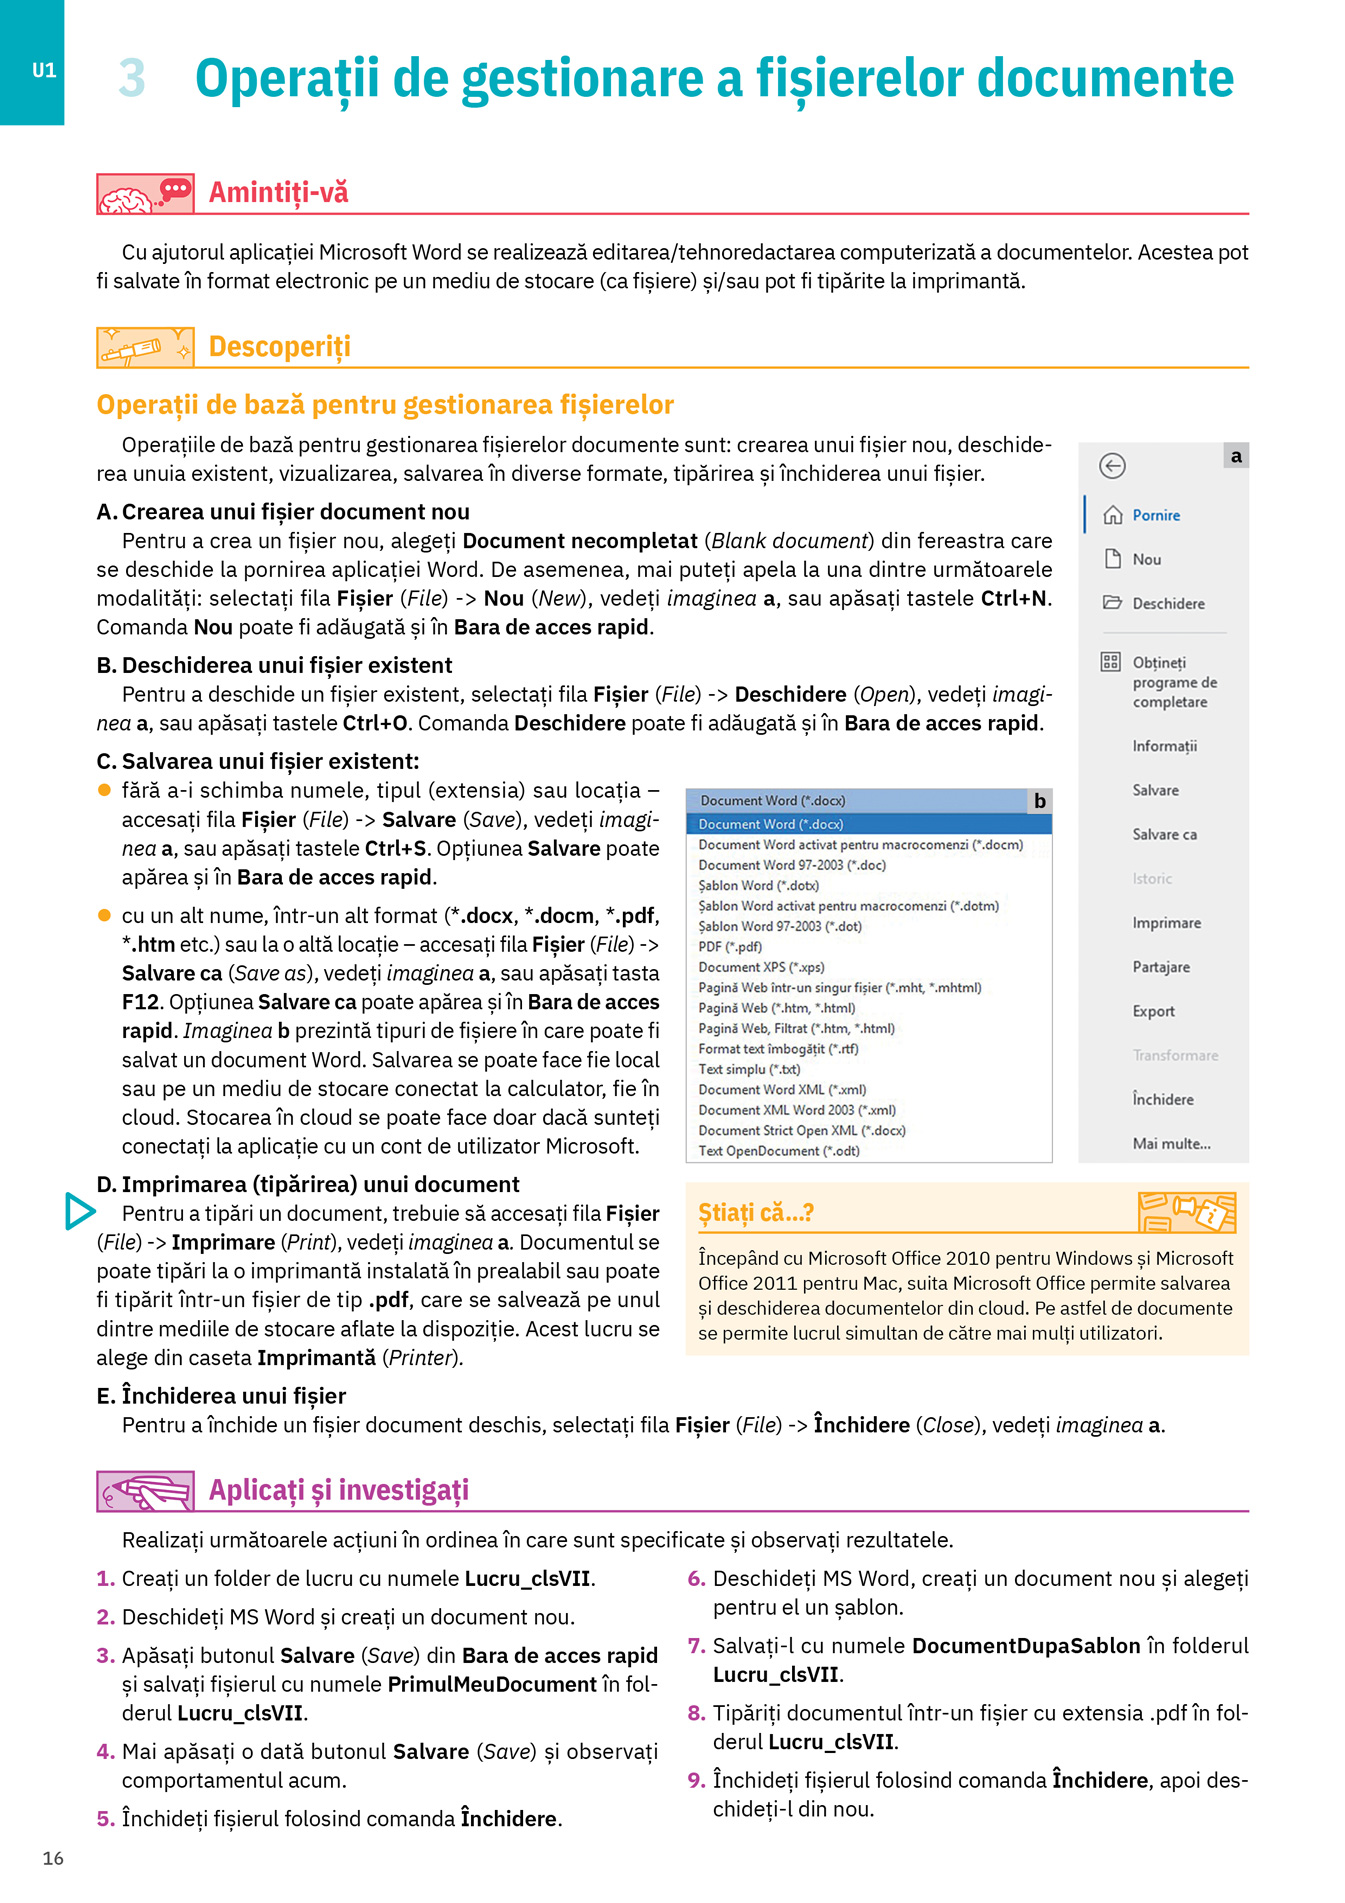 U1
3 Operații de gestionare a fișierelor documente
Amintiți-vă
Cu ajutorul aplicației Microsoft Word se realizează editarea/tehnoredactarea computerizată a documentelor. Acestea pot
fi salvate în format electronic pe un mediu de stocare (ca fișiere) și/sau pot fi tipărite la imprimantă.
Descoperiți
Operații de bază pentru gestionarea fișierelor
Operațiile de bază pentru gestionarea fișierelor documente sunt: crearea unui fișier nou, deschide-
rea unuia existent, vizualizarea, salvarea în diverse formate, tipărirea și închiderea unui fișier.
A. Crearea unui fișier document nou
Pentru a crea un fișier nou, alegeți Document necompletat (Blank document) din fereastra care
se deschide la pornirea aplicației Word. De asemenea, mai puteți apela la una dintre următoarele
modalități: selectați fila Fișier (File) -> Nou (New), vedeți imaginea a, sau apăsați tastele Ctrl+N.
Comanda Nou poate fi adăugată și în Bara de acces rapid.
B. Deschiderea unui fișier existent
Pentru a deschide un fișier existent, selectați fila Fișier (File) -> Deschidere (Open), vedeți imagi-
nea a, sau apăsați tastele Ctrl+O. Comanda Deschidere poate fi adăugată și în Bara de acces rapid.
C. Salvarea unui fișier existent:
● fără a-i schimba numele, tipul (extensia) sau locația –
accesați fila Fișier (File) -> Salvare (Save), vedeți imagi-
nea a, sau apăsați tastele Ctrl+S. Opțiunea Salvare poate
apărea și în Bara de acces rapid.
● cu un alt nume, într-un alt format (*.docx, *.docm, *.pdf,
*.htm etc.) sau la o altă locație – accesați fila Fișier (File) ->
Salvare ca (Save as), vedeți imaginea a, sau apăsați tasta
F12. Opțiunea Salvare ca poate apărea și în Bara de acces
rapid. Imaginea b prezintă tipuri de fișiere în care poate fi
salvat un document Word. Salvarea se poate face fie local
sau pe un mediu de stocare conectat la calculator, fie în
cloud. Stocarea în cloud se poate face doar dacă sunteți
conectați la aplicație cu un cont de utilizator Microsoft.
D. Imprimarea (tipărirea) unui document
Pentru a tipări un document, trebuie să accesați fila Fișier
(File) -> Imprimare (Print), vedeți imaginea a. Documentul se
poate tipări la o imprimantă instalată în prealabil sau poate
fi tipărit într-un fișier de tip .pdf, care se salvează pe unul
dintre mediile de stocare aflate la dispoziție. Acest lucru se
alege din caseta Imprimantă (Printer).
E. Închiderea unui fișier
Pentru a închide un fișier document deschis, selectați fila Fișier (File) -> Închidere (Close), vedeți imaginea a.
a
Pornire
Nou
Deschidere
Obțineți
programe de
completare
Informații
Salvare
Salvare ca
Istoric
Imprimare
Partajare
Export
Transformare
Închidere
Mai multe...
Document Word (*.docx)
b
Document Word (*.docx)
Document Word activat pentru macrocomenzi (*.docm)
Document Word 97-2003 (*.doc)
Șablon Word (*.dotx)
Șablon Word activat pentru macrocomenzi (*.dotm)
Șablon Word 97-2003 (*.dot)
PDF (*.pdf)
Document XPS (*.xps)
Pagină Web într-un singur fișier (*.mht, *.mhtml)
Pagină Web (*.htm, *.html)
Pagină Web, Filtrat (*.htm, *.html)
Format text îmbogățit (*.rtf)
Text simplu (*.txt)
Document Word XML (*.xml)
Document XML Word 2003 (*.xml)
Document Strict Open XML (*.docx)
Text OpenDocument (*.odt)
Știați că...?
Începând cu Microsoft Office 2010 pentru Windows și Microsoft
Office 2011 pentru Mac, suita Microsoft Office permite salvarea
și deschiderea documentelor din cloud. Pe astfel de documente
se permite lucrul simultan de către mai mulți utilizatori.
Aplicați și investigați
Realizați următoarele acțiuni în ordinea în care sunt specificate și observați rezultatele.
1. Creați un folder de lucru cu numele Lucru_clsVII.
2. Deschideți MS Word și creați un document nou.
3. Apăsați butonul Salvare (Save) din Bara de acces rapid
și salvați fișierul cu numele PrimulMeuDocument în fol-
derul Lucru_clsVII.
4. Mai apăsați o dată butonul Salvare (Save) și observați
comportamentul acum.
5. Închideți fișierul folosind comanda Închidere.
6. Deschideți MS Word, creați un document nou și alegeți
pentru el un șablon.
7. Salvați-l cu numele DocumentDupaSablon în folderul
Lucru_clsVII.
8. Tipăriți documentul într-un fișier cu extensia .pdf în fol-
derul Lucru_clsVII.
9. Închideți fișierul folosind comanda Închidere, apoi des-
chideți-l din nou.
16